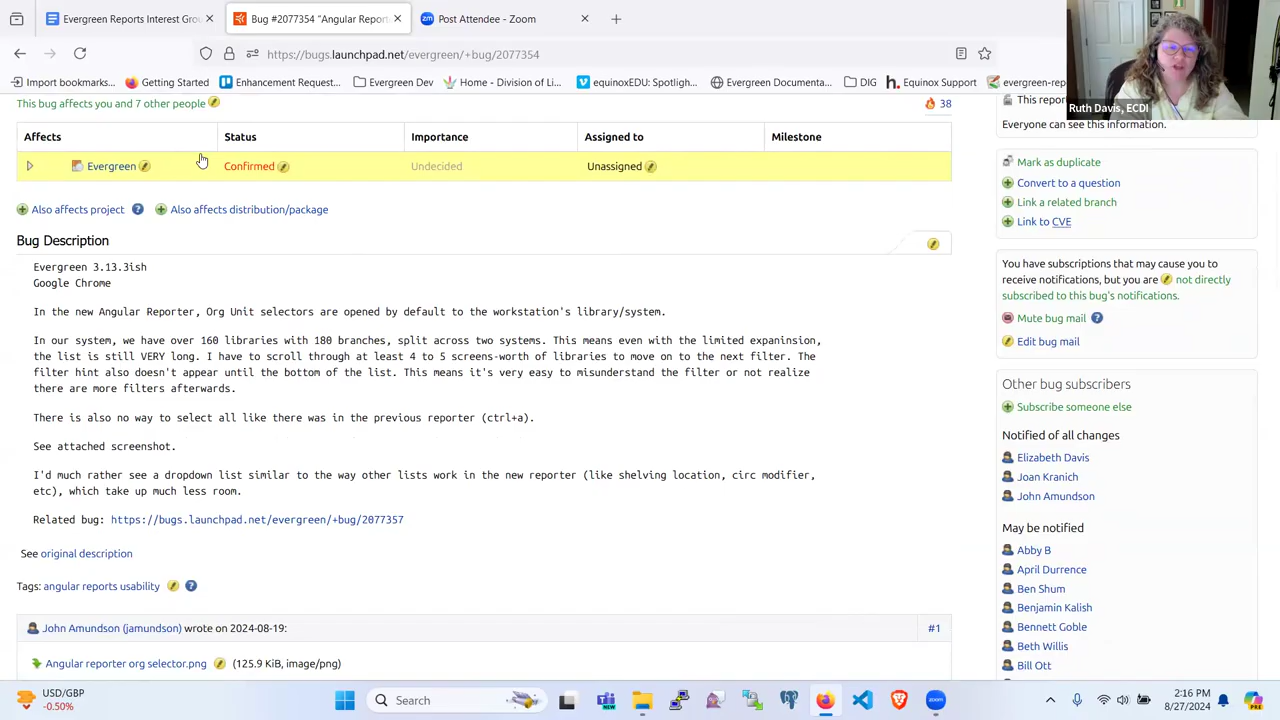 Evergreen Reports Interest Grou
Bug #2077354 "Angular Report
Post Attendee - Zoom
https://bugs.launchpad.net/evergreen/+bug/2077354
Import bookmarks...
Getting Started
Enhancement Request...
Evergreen Dev
Home - Division of Li...
equinoxEDU: Spotligh...
Evergreen Documenta...
DIG
Equinox Support
evergreen-rep
Ruth Davis, ECDI
This bug affects you and 7 other people
38
Affects
Status
Importance
Assigned to
Milestone
Evergreen
Confirmed
Undecided
Unassigned
Also affects project
Also affects distribution/package
Bug Description
Evergreen 3.13.3ish
Google Chrome
In the new Angular Reporter, Org Unit selectors are opened by default to the workstation's library/system.
In our system, we have over 160 libraries with 180 branches, split across two systems. This means even with the limited expaninsion,
the list is still VERY long. I have to scroll through at least 4 to 5 screens-worth of libraries to move on to the next filter. The
filter hint also doesn't appear until the bottom of the list. This means it's very easy to misunderstand the filter or not realize
there are more filters afterwards.
There is also no way to select all like there was in the previous reporter (ctrl+a).
See attached screenshot.
I'd much rather see a dropdown list similar to the way other lists work in the new reporter (like shelving location, circ modifier,
etc), which take up much less room.
Related bug: https://bugs.launchpad.net/evergreen/+bug/2077357
See original description
Tags: angular reports usability
John Amundson (jamundson) wrote on 2024-08-19:
#1
Angular reporter org selector.png
(125.9 KiB, image/png)
This repor
Everyone can see this information.
Mark as duplicate
Convert to a question
Link a related branch
Link to CVE
You have subscriptions that may cause you to
receive notifications, but you are not directly
subscribed to this bug's notifications.
Mute bug mail
Edit bug mail
Other bug subscribers
Subscribe someone else
Notified of all changes
Elizabeth Davis
Joan Kranich
John Amundson
May be notified
Abby B
April Durrence
Ben Shum
Benjamin Kalish
Bennett Goble
Beth Willis
Bill Ott
USD/GBP
-0.50%
Search
2:16 PM
8/27/2024